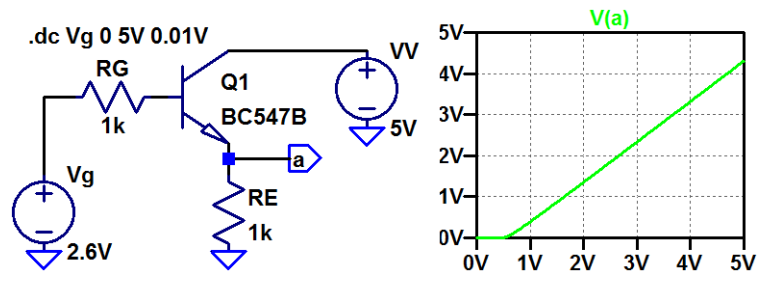 .dc Vg 0 5V 0.01V
RG
1k
Q1
BC547B
VV
5V
a
Vg
2.6V
RE
1k
V(a)
5V
4V
3V
2V
1V
0V
0V 1V 2V 3V 4V 5V